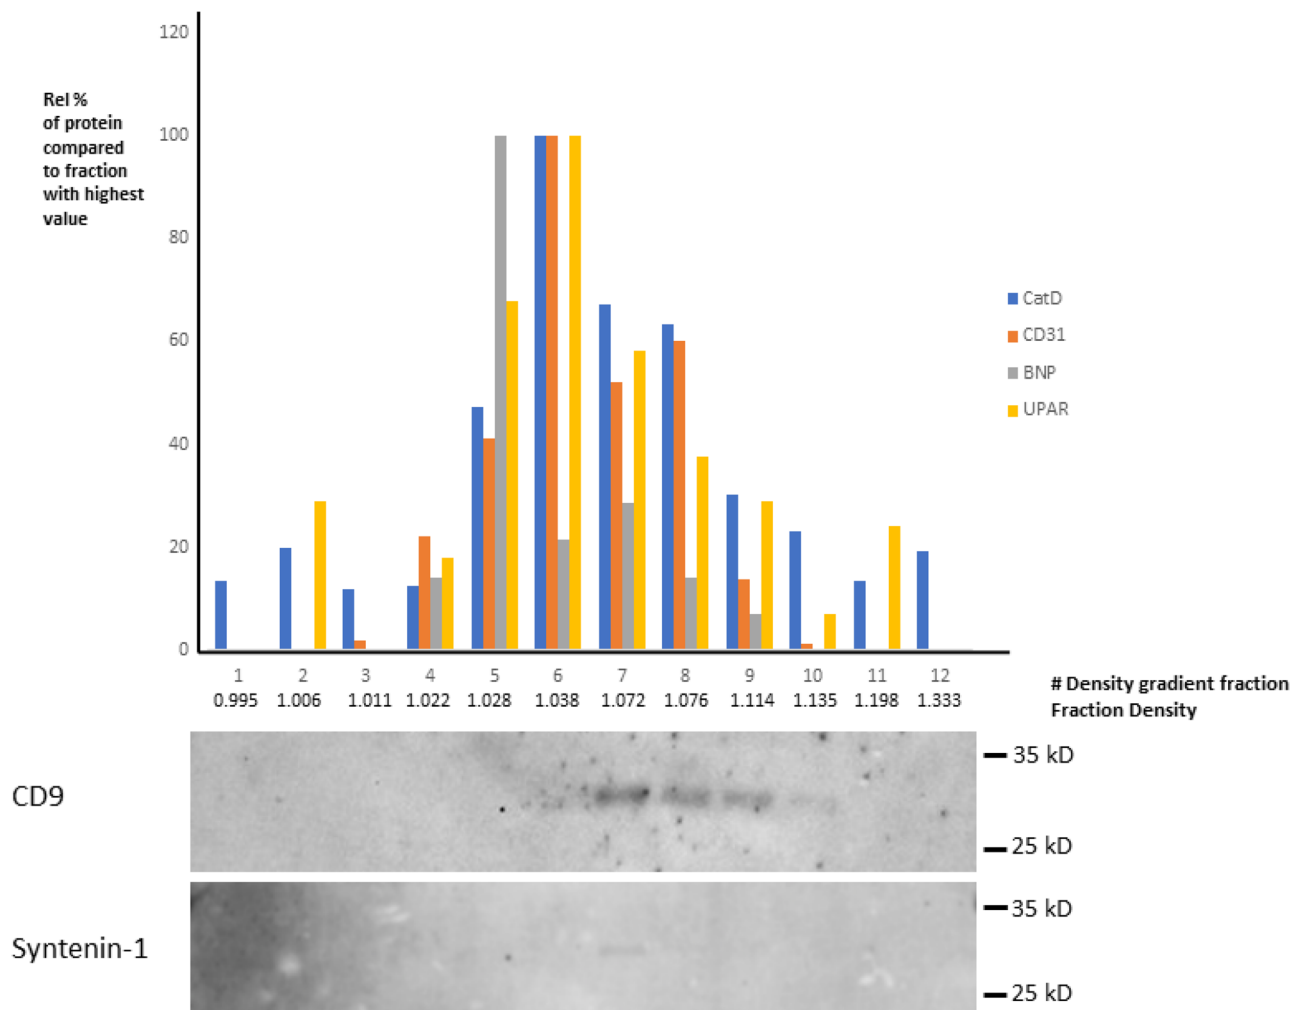 120
Rel %
of protein
compared
to fraction
with highest
value
100
80
60
40
20
0
CatD
CD31
BNP
UPAR
1 2 3 4 5 6 7 8 9 10 11 12
0.995 1.006 1.011 1.022 1.028 1.038 1.072 1.076 1.114 1.135 1.198 1.333
# Density gradient fraction
Fraction Density
CD9
35 kD
25 kD
Syntenin-1
35 kD
25 kD